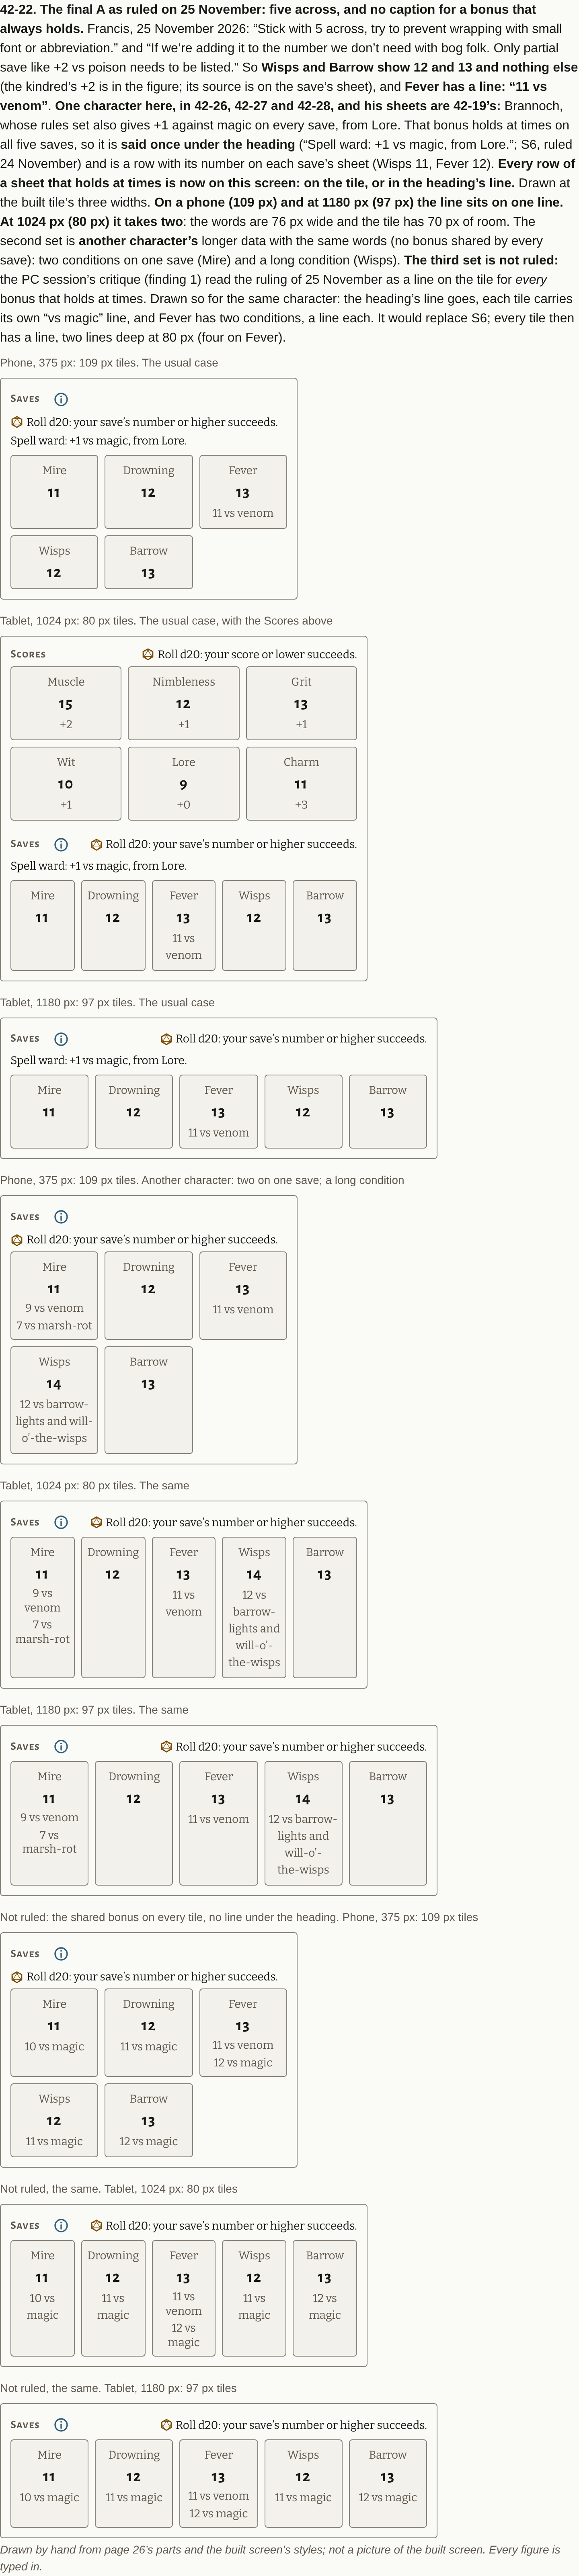 42-22. The final A as ruled on 25 November: five across, and no caption for a bonus that
always holds. Francis, 25 November 2026: “Stick with 5 across, try to prevent wrapping with small
font or abbreviation.” and “If we’re adding it to the number we don’t need with bog folk. Only partial
save like +2 vs poison needs to be listed.” So Wisps and Barrow show 12 and 13 and nothing else
(the kindred’s +2 is in the figure; its source is on the save’s sheet), and Fever has a line: “11 vs
venom”. One character here, in 42-26, 42-27 and 42-28, and his sheets are 42-19’s: Brannoch,
whose rules set also gives +1 against magic on every save, from Lore. That bonus holds at times on
all five saves, so it is said once under the heading (“Spell ward: +1 vs magic, from Lore.”; S6, ruled
24 November) and is a row with its number on each save’s sheet (Wisps 11, Fever 12). Every row of
a sheet that holds at times is now on this screen: on the tile, or in the heading’s line. Drawn at
the built tile’s three widths. On a phone (109 px) and at 1180 px (97 px) the line sits on one line.
At 1024 px (80 px) it takes two: the words are 76 px wide and the tile has 70 px of room. The
second set is another character’s longer data with the same words (no bonus shared by every
save): two conditions on one save (Mire) and a long condition (Wisps). The third set is not ruled:
the PC session’s critique (finding 1) read the ruling of 25 November as a line on the tile for every
bonus that holds at times. Drawn so for the same character: the heading’s line goes, each tile carries
its own “vs magic” line, and Fever has two conditions, a line each. It would replace S6; every tile then
has a line, two lines deep at 80 px (four on Fever).
Phone, 375 px: 109 px tiles. The usual case
SAVES
Roll d20: your save’s number or higher succeeds.
Spell ward: +1 vs magic, from Lore.
Mire Drowning Fever
11 12 13
11 vs venom
Wisps Barrow
12 13
Tablet, 1024 px: 80 px tiles. The usual case, with the Scores above
SCORES Roll d20: your score or lower succeeds.
Muscle Nimbleness Grit
15 12 13
+2 +1 +1
Wit Lore Charm
10 9 11
+1 +0 +3
SAVES Roll d20: your save’s number or higher succeeds.
Spell ward: +1 vs magic, from Lore.
Mire Drowning Fever Wisps Barrow
11 12 13 12 13
11 vs
venom
Tablet, 1180 px: 97 px tiles. The usual case
SAVES Roll d20: your save’s number or higher succeeds.
Spell ward: +1 vs magic, from Lore.
Mire Drowning Fever Wisps Barrow
11 12 13 12 13
11 vs venom
Phone, 375 px: 109 px tiles. Another character: two on one save; a long condition
SAVES
Roll d20: your save’s number or higher succeeds.
Mire Drowning Fever
11 12 13
9 vs venom 11 vs venom
7 vs marsh-rot
Wisps Barrow
14 13
12 vs barrow-
lights and will-
o’-the-wisps
Tablet, 1024 px: 80 px tiles. The same
SAVES Roll d20: your save’s number or higher succeeds.
Mire Drowning Fever Wisps Barrow
11 12 13 14 13
9 vs 11 vs 12 vs
venom venom barrow-
7 vs lights and
marsh-rot will-o’-
the-wisps
Tablet, 1180 px: 97 px tiles. The same
SAVES Roll d20: your save’s number or higher succeeds.
Mire Drowning Fever Wisps Barrow
11 12 13 14 13
9 vs venom 11 vs venom 12 vs barrow-
7 vs lights and
marsh-rot will-o’-
the-wisps
Not ruled: the shared bonus on every tile, no line under the heading. Phone, 375 px: 109 px tiles
SAVES
Roll d20: your save’s number or higher succeeds.
Mire Drowning Fever
11 12 13
10 vs magic 11 vs magic 11 vs venom
12 vs magic
Wisps Barrow
12 13
11 vs magic 12 vs magic
Not ruled, the same. Tablet, 1024 px: 80 px tiles
SAVES Roll d20: your save’s number or higher succeeds.
Mire Drowning Fever Wisps Barrow
11 12 13 12 13
10 vs 11 vs 11 vs 11 vs 12 vs
magic magic venom magic magic
12 vs
magic
Not ruled, the same. Tablet, 1180 px: 97 px tiles
SAVES Roll d20: your save’s number or higher succeeds.
Mire Drowning Fever Wisps Barrow
11 12 13 12 13
10 vs magic 11 vs magic 11 vs venom 11 vs magic 12 vs magic
12 vs magic
Drawn by hand from page 26’s parts and the built screen’s styles; not a picture of the built screen. Every figure is
typed in.